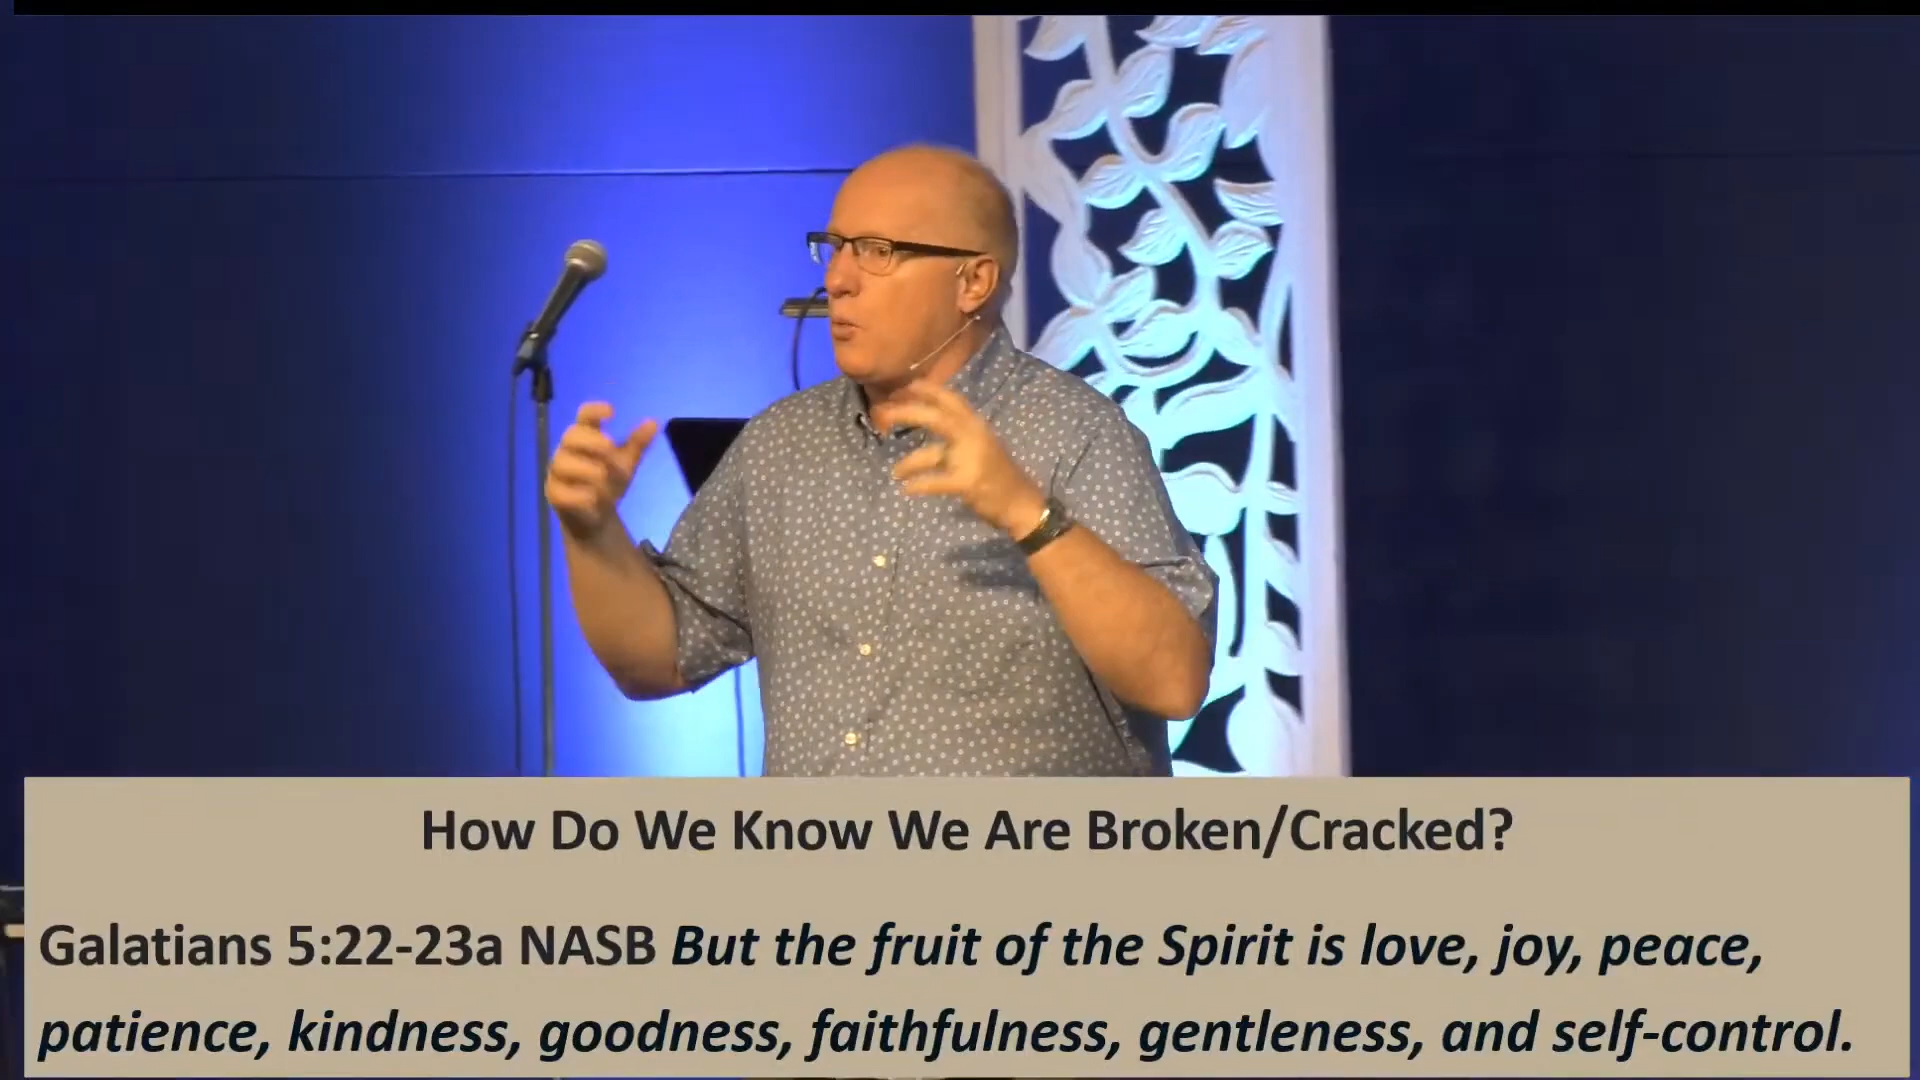 How Do We Know We Are Broken/Cracked?
Galatians 5:22-23a NASB But the fruit of the Spirit is love, joy, peace,
patience, kindness, goodness, faithfulness, gentleness, and self-control.